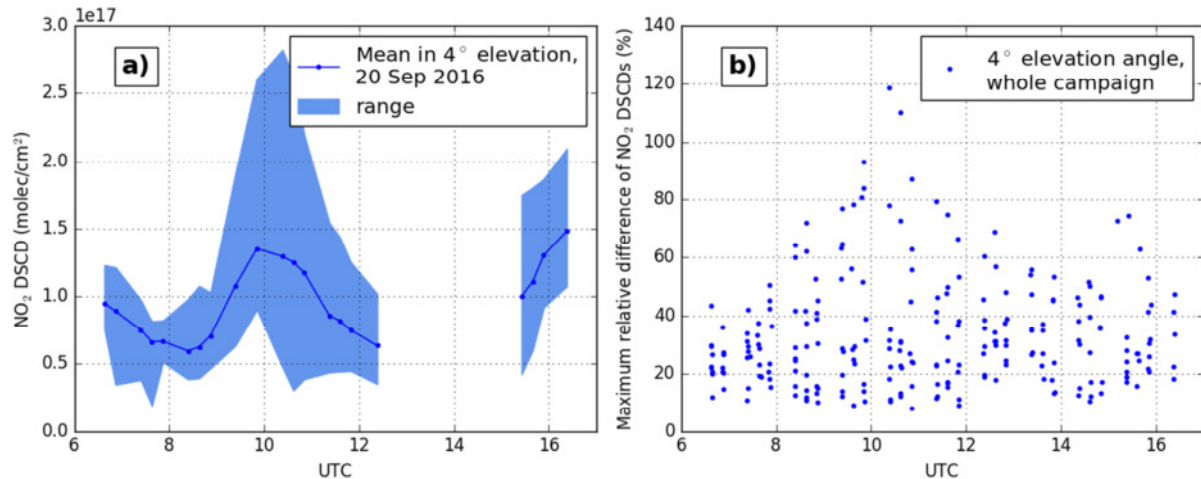 1e17
3.0
2.5
2.0
1.5
1.0
0.5
0.0
NO₂ DSCD (molec/cm²)
a)
Mean in 4° elevation,
20 Sep 2016
range
6
8
10
12
14
16
UTC
140
120
100
80
60
40
20
0
Maximum relative difference of NO₂ DSCDs (%)
b)
4° elevation angle,
whole campaign
6
8
10
12
14
16
UTC